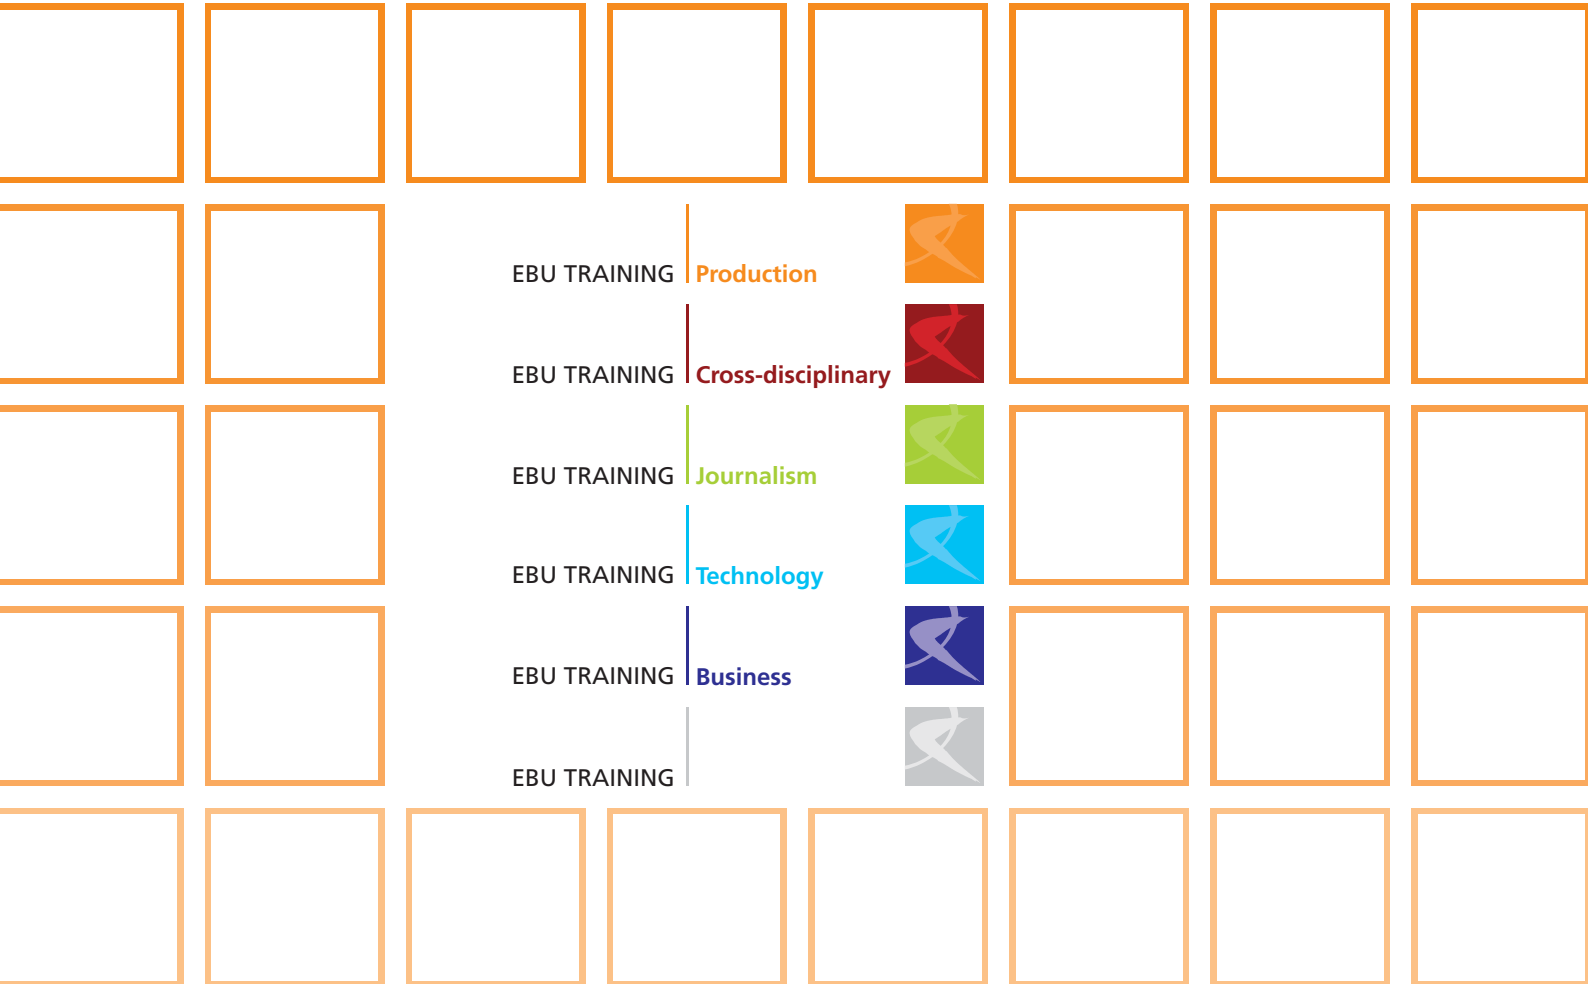 EBU TRAINING Production
EBU TRAINING Cross-disciplinary
EBU TRAINING Journalism
EBU TRAINING Technology
EBU TRAINING Business
EBU TRAINING